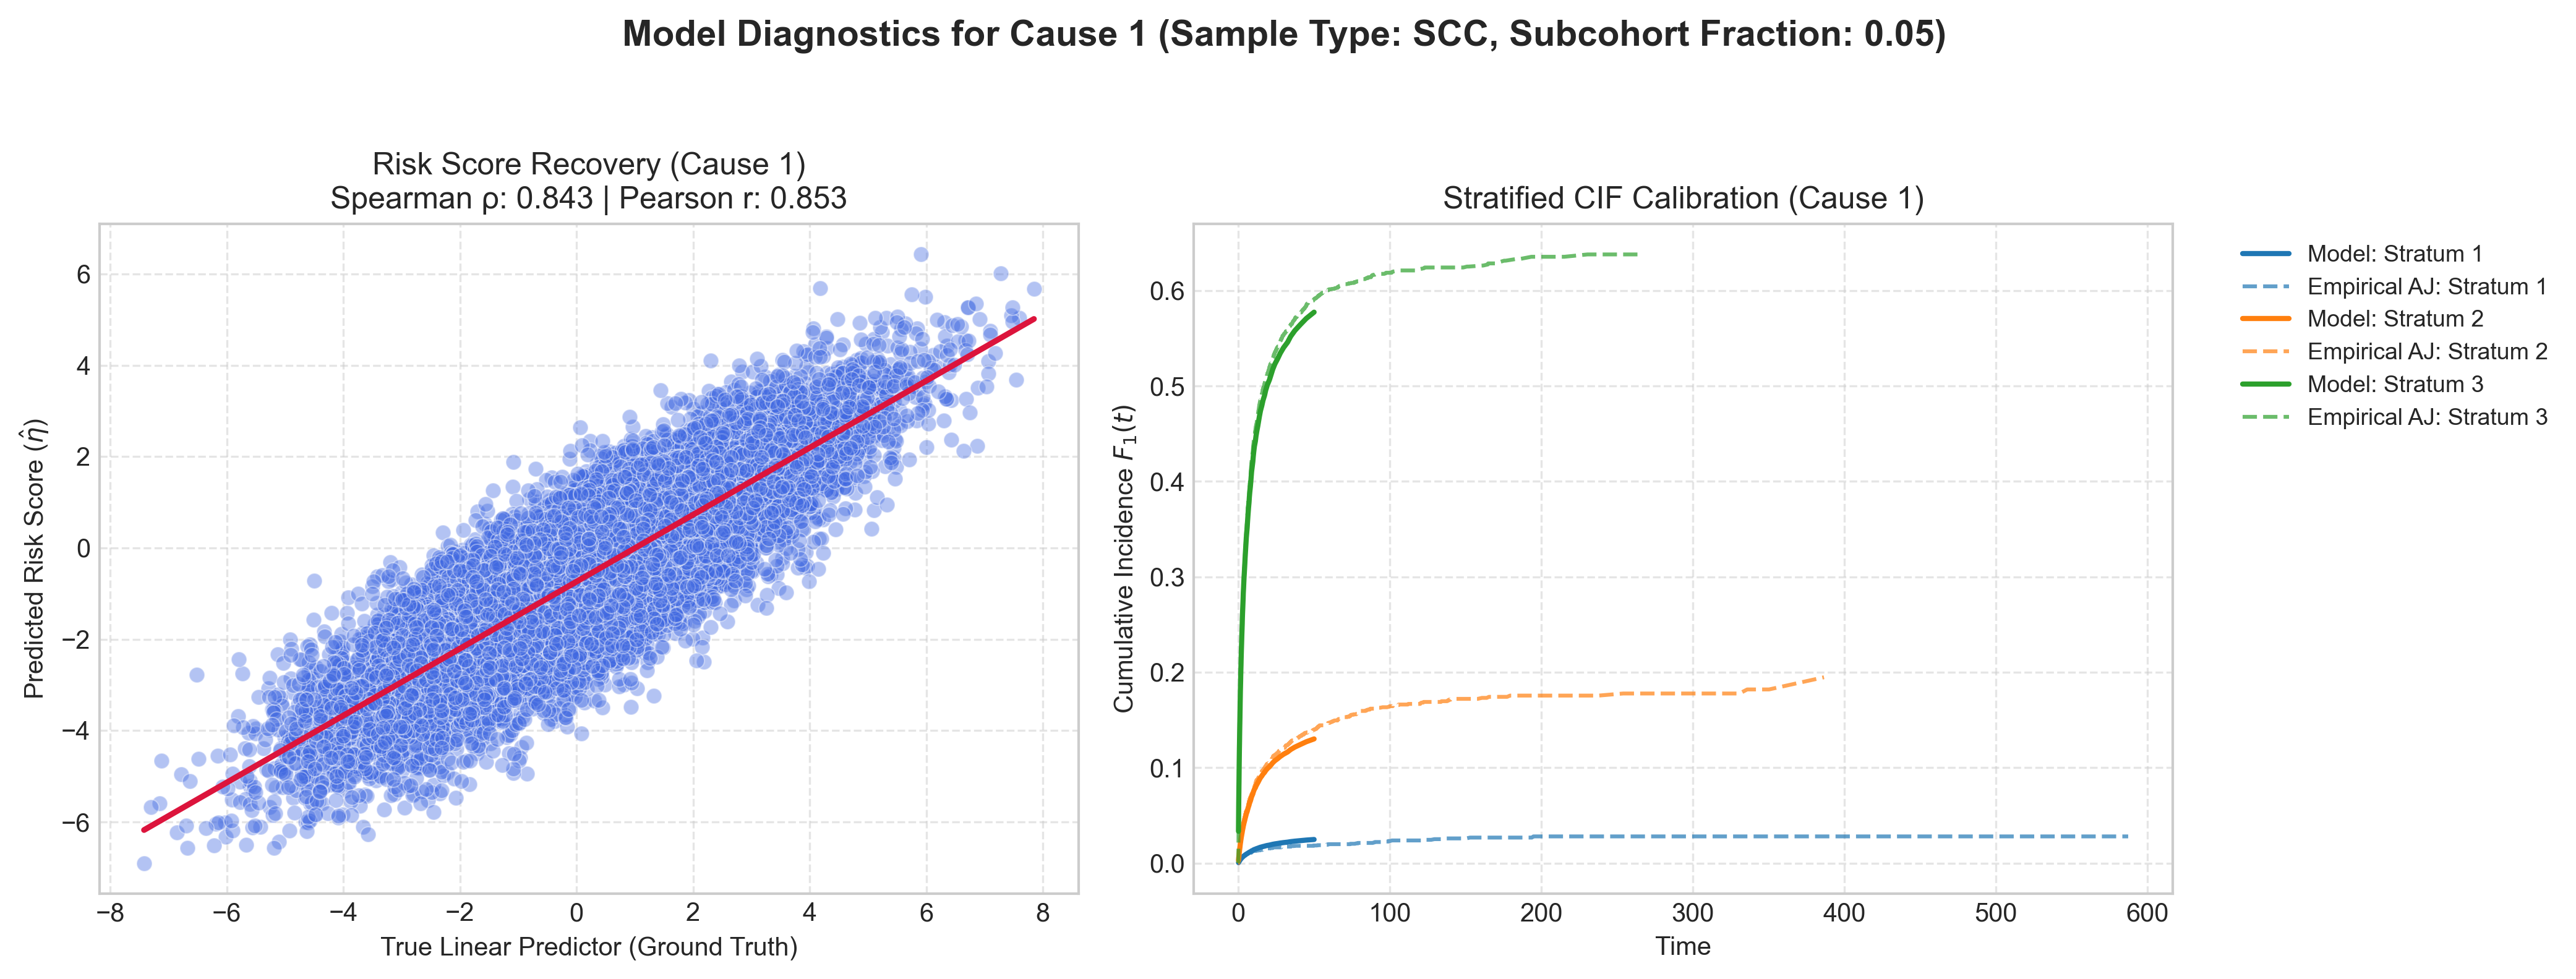 Model Diagnostics for Cause 1 (Sample Type: SCC, Subcohort Fraction: 0.05)
Risk Score Recovery (Cause 1)
Spearman ρ: 0.843 | Pearson r: 0.853
Predicted Risk Score (η̂)
6
4
2
0
−2
−4
−6
−8
−6
−4
−2
0
2
4
6
8
True Linear Predictor (Ground Truth)
Stratified CIF Calibration (Cause 1)
Cumulative Incidence F₁(t)
0.6
0.5
0.4
0.3
0.2
0.1
0.0
0
100
200
300
400
500
600
Time
Model: Stratum 1
Empirical AJ: Stratum 1
Model: Stratum 2
Empirical AJ: Stratum 2
Model: Stratum 3
Empirical AJ: Stratum 3